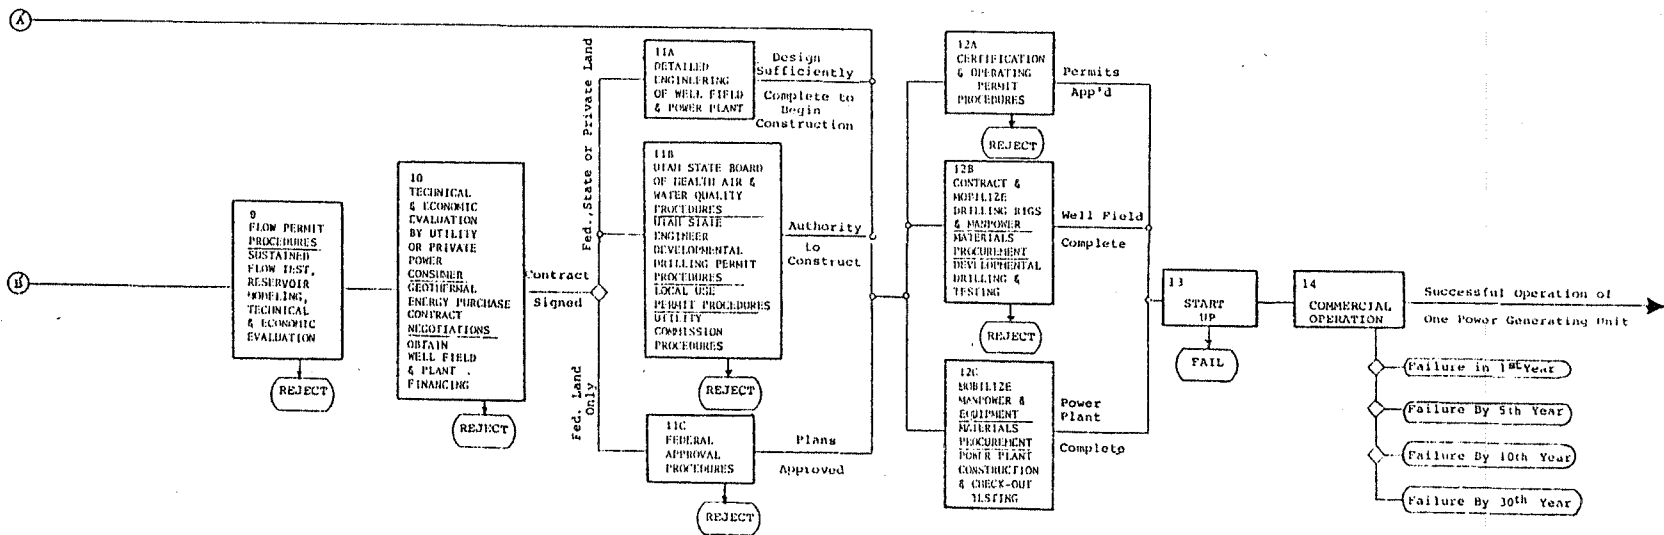 A
B
9
FLOW PERMIT
PROCEDURES
SUSTAINED
FLOW TEST,
RESERVOIR
MODELING,
TECHNICAL
& ECONOMIC
EVALUATION
REJECT
10
TECHNICAL
& ECONOMIC
EVALUATION
BY UTILITY
OR PRIVATE
POWER
CONSUMER
GEOTHERMAL
ENERGY PURCHASE
CONTRACT
NEGOTIATIONS
OBTAIN
WELL FIELD
& PLANT
FINANCING
REJECT
Contract
Signed
Fed., State or Private Land
Fed. Land
Only
11A
DETAILED
ENGINEERING
OF WELL FIELD
& POWER PLANT
Design
Sufficiently
Complete to
Begin
Construction
11B
UTAH STATE BOARD
OF HEALTH AIR &
WATER QUALITY
PROCEDURES
UTAH STATE
ENGINEER
DEVELOPMENTAL
DRILLING PERMIT
PROCEDURES
LOCAL USE
PERMIT PROCEDURES
UTILITY
COMMISSION
PROCEDURES
REJECT
Authority
to
Construct
11C
FEDERAL
APPROVAL
PROCEDURES
REJECT
Plans
Approved
12A
CERTIFICATION
& OPERATING
PERMIT
PROCEDURES
REJECT
Permits
App'd
12B
CONTRACT &
MOBILIZE
DRILLING RIGS
& MANPOWER
MATERIALS
PROCUREMENT
DEVELOPMENTAL
DRILLING &
TESTING
REJECT
Well Field
Complete
12C
MOBILIZE
MANPOWER &
EQUIPMENT
MATERIALS
PROCUREMENT
POWER PLANT
CONSTRUCTION
& CHECK-OUT
TESTING
Power
Plant
Complete
13
START
UP
FAIL
14
COMMERCIAL
OPERATION
Successful Operation of
One Power Generating Unit
Failure in 1st Year
Failure By 5th Year
Failure By 10th Year
Failure By 30th Year